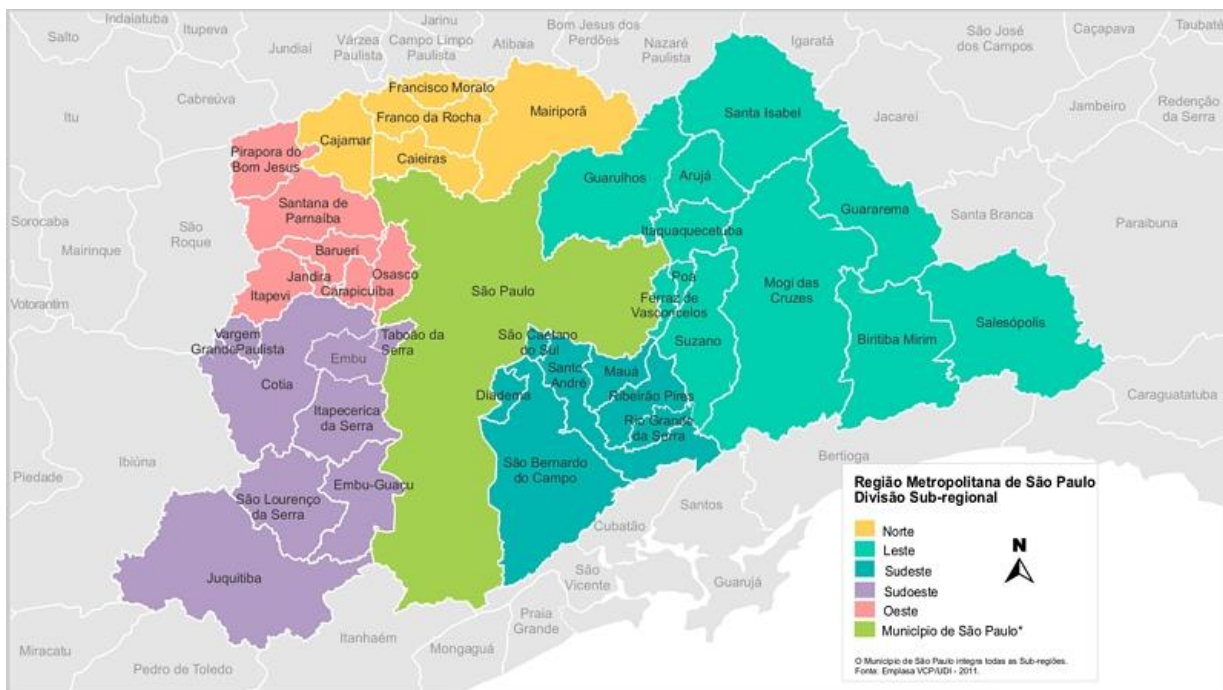 Indaiatuba
Salto
Itupeva
Jundiaí
Várzea
Paulista
Jarinu
Campo Limpo
Paulista
Atibaia
Bom Jesus dos
Perdões
Nazaré
Paulista
Igaratá
São José
dos Campos
Caçapava
Taubaté
Itu
Cabreúva
Francisco Morato
Franco da Rocha
Mairiporã
Cajamar
Caieiras
Santa Isabel
Jacareí
Jambeiro
Redenção
da Serra
Pirapora do
Bom Jesus
Guarulhos
Arujá
Guararema
Santana de
Parnaíba
Santa Branca
Paraibuna
Sorocaba
Mairinque
São
Roque
Itaquaquecetuba
Barueri
Jandira
Osasco
Carapicuíba
Itapevi
São Paulo
Poá
Ferraz de
Vasconcelos
Mogi das
Cruzes
Salesópolis
Votorantim
Vargem
Grande Paulista
Taboão da
Serra
Embu
São Caetano
do Sul
Suzano
Biritiba Mirim
Cotia
Santo
André
Mauá
Diadema
Ribeirão Pires
Caraguatatuba
Itapecerica
da Serra
Rio Grande
da Serra
Ibiúna
Piedade
Bertioga
São Bernardo
do Campo
Embu-Guaçu
São Lourenço
da Serra
Santos
Cubatão
Juquitiba
São
Vicente
Guarujá
Praia
Grande
Itanhaém
Mongaguá
Miracatu
Pedro de Toledo
Região Metropolitana de São Paulo
Divisão Sub-regional
Norte
Leste
Sudeste
Sudoeste
Oeste
Município de São Paulo*
N
O Município de São Paulo integra todas as Sub-regiões.
Fonte: Emplasa VCP/UDI - 2011.